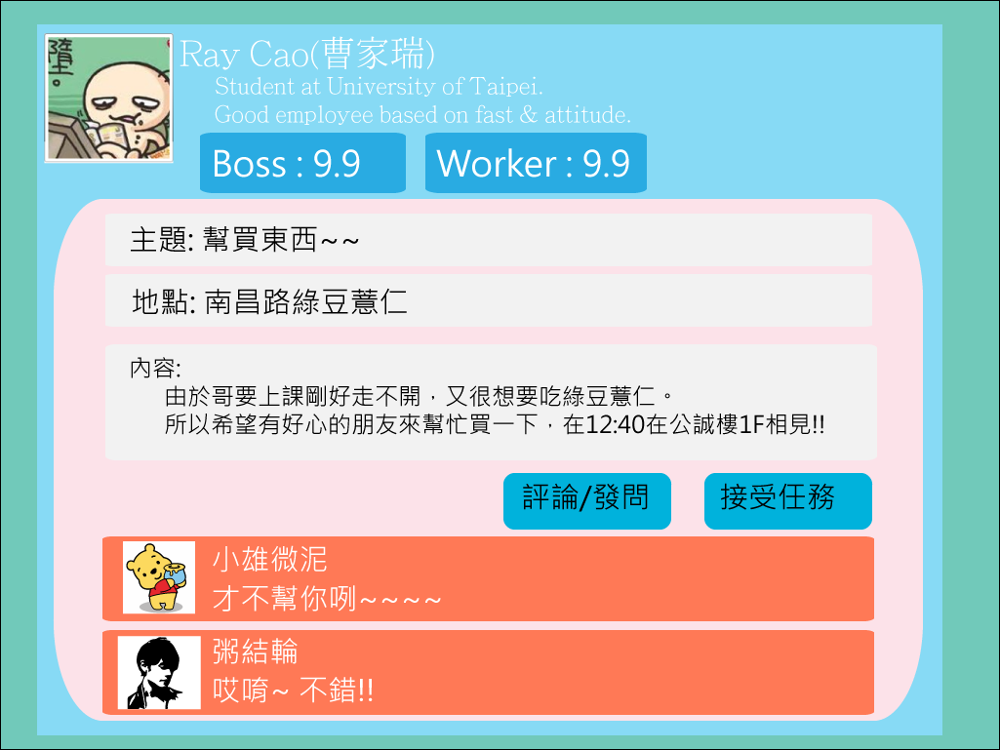 墮
。
Ray Cao(曹家瑞)
Student at University of Taipei.
Good employee based on fast & attitude.
Boss : 9.9
Worker : 9.9
主題: 幫買東西~~
地點: 南昌路綠豆薏仁
內容:
由於哥要上課剛好走不開，又很想要吃綠豆薏仁。
所以希望有好心的朋友來幫忙買一下，在12:40在公誠樓1F相見!!
評論/發問
接受任務
小雄微泥
才不幫你咧~~~~
粥結輪
哎唷~ 不錯!!